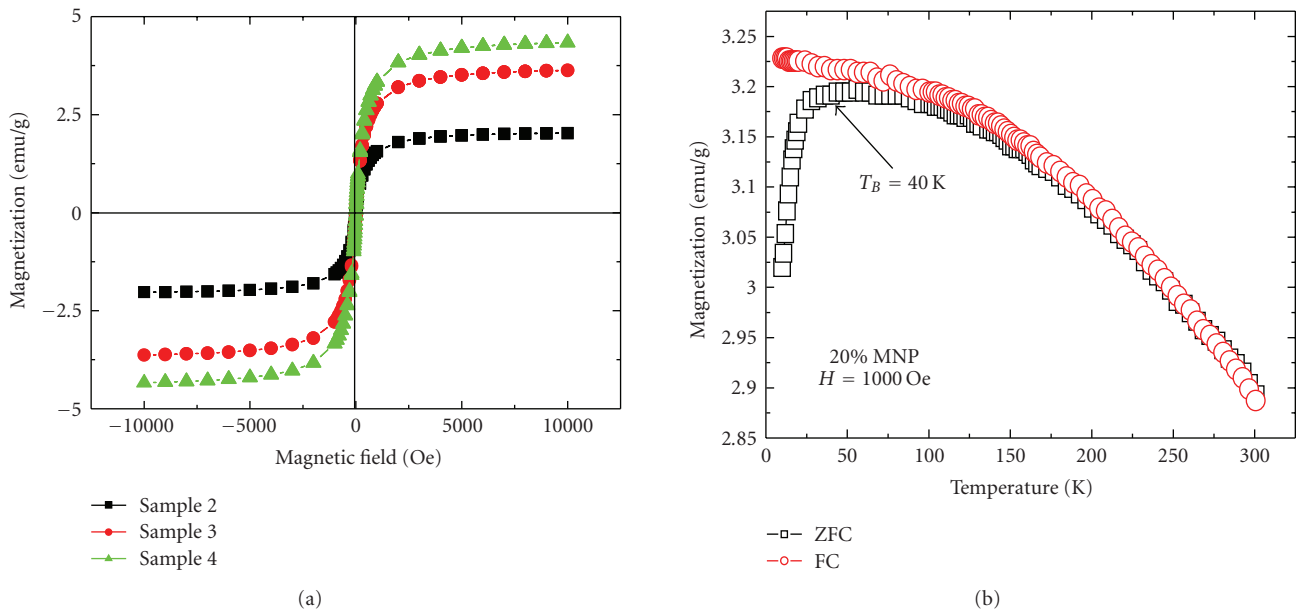 5
2.5
0
−2.5
−5
Magnetization (emu/g)
−10000 −5000 0 5000 10000
Magnetic field (Oe)
Sample 2
Sample 3
Sample 4
(a)
3.25
3.2
3.15
3.1
3.05
3
2.95
2.9
2.85
Magnetization (emu/g)
T_B = 40 K
20% MNP
H = 1000 Oe
0 50 100 150 200 250 300
Temperature (K)
ZFC
FC
(b)